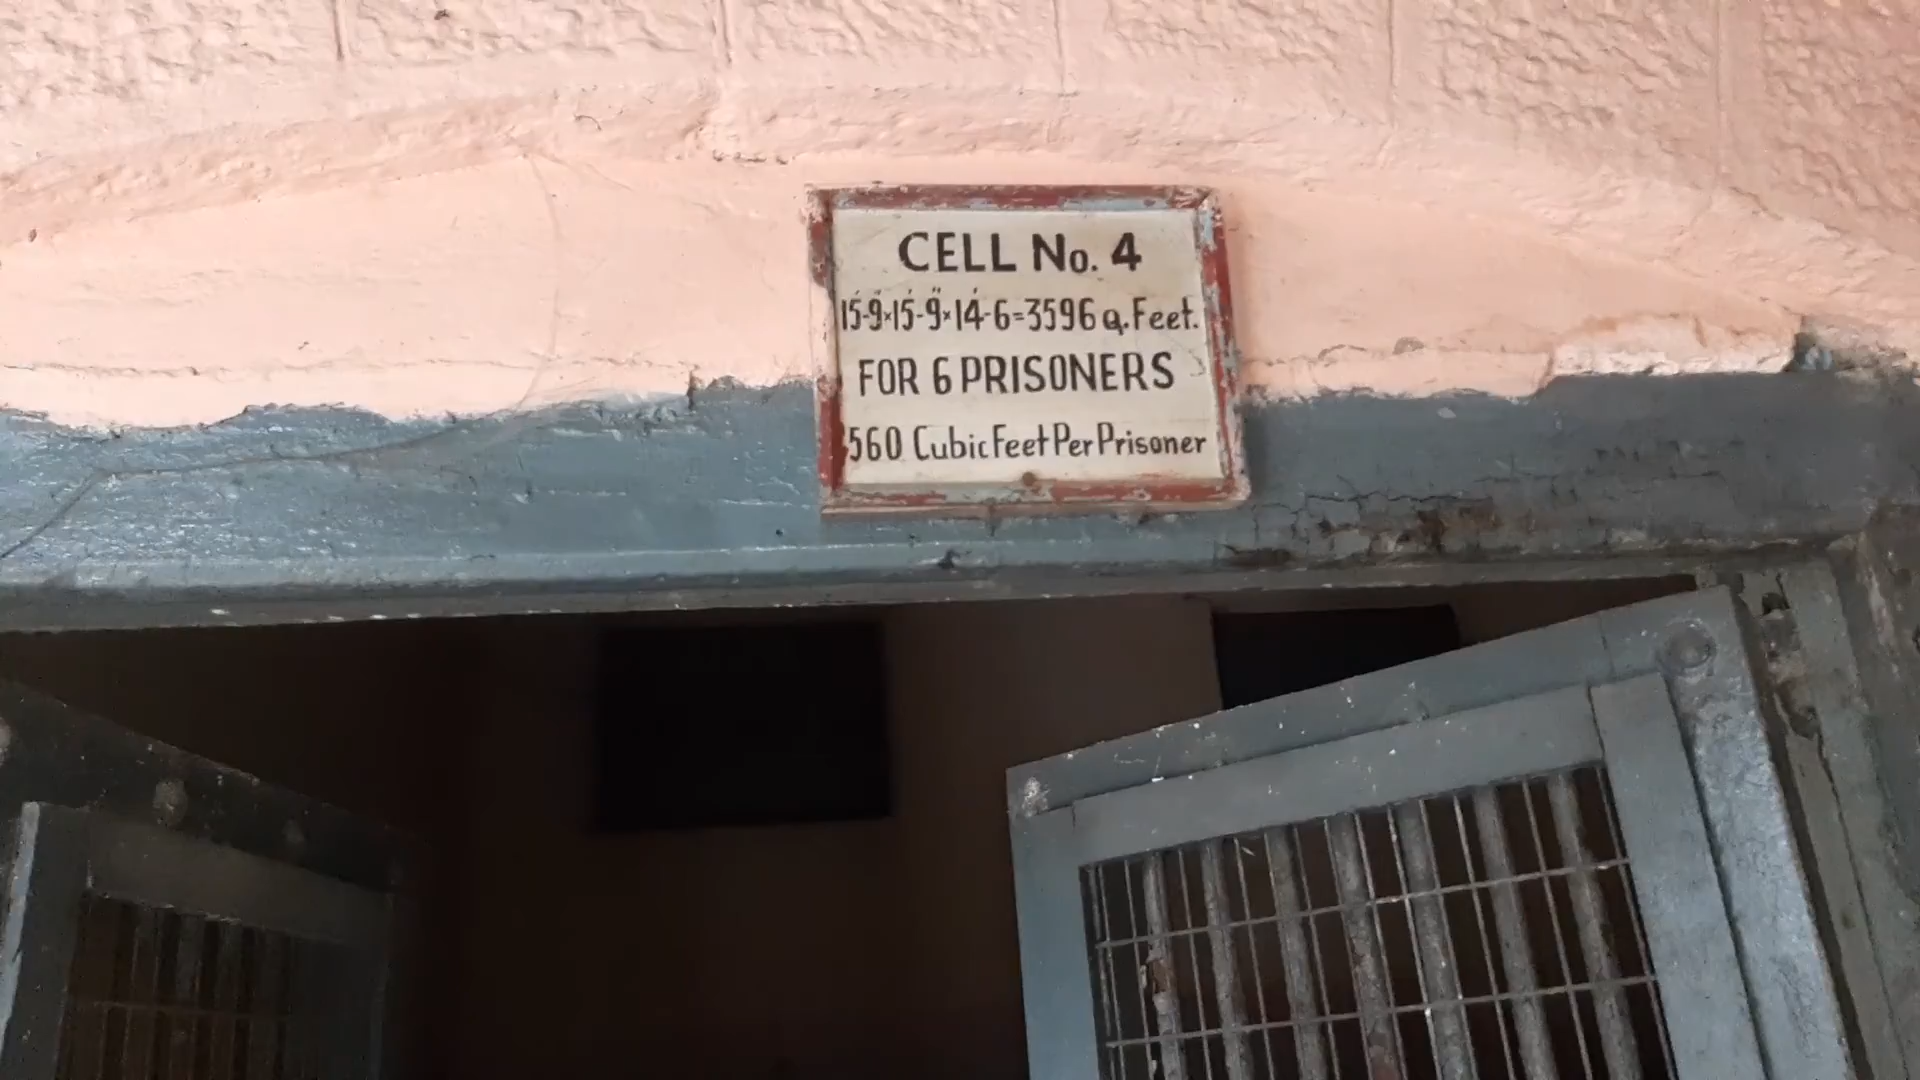 CELL No. 4
15'-9"×15'-9"×14'-6=3596 Q.Feet.
FOR 6 PRISONERS
560 Cubic Feet Per Prisoner